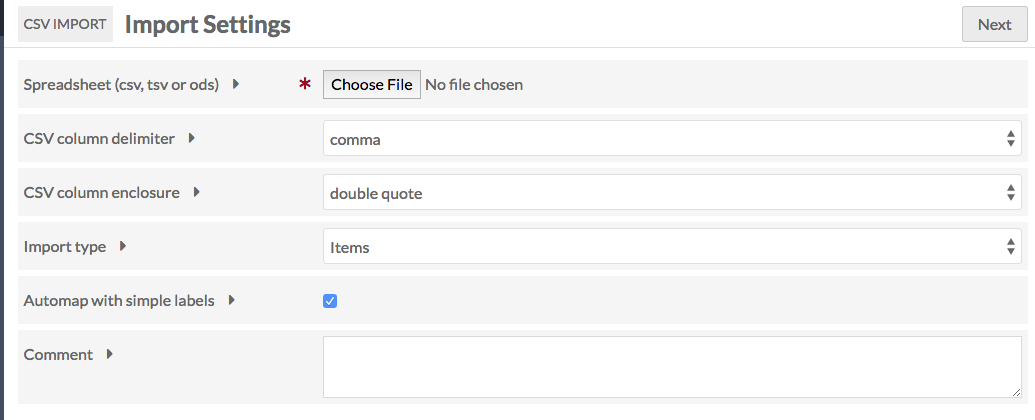 CSV IMPORT Import Settings Next
Spreadsheet (csv, tsv or ods) * Choose File No file chosen
CSV column delimiter comma
CSV column enclosure double quote
Import type Items
Automap with simple labels
Comment